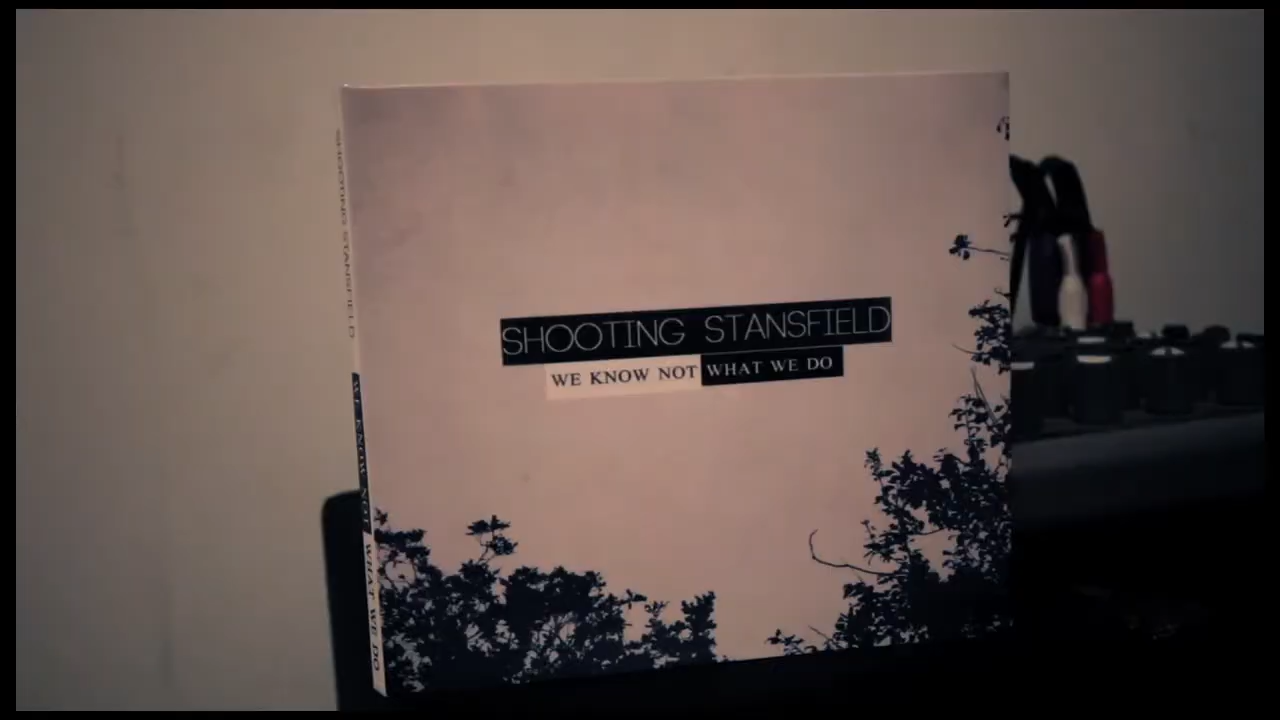 SHOOTING STANSFIELD
WE KNOW NOT WHAT WE DO
SHOOTING STANSFIELD WE KNOW NOT WHAT WE DO